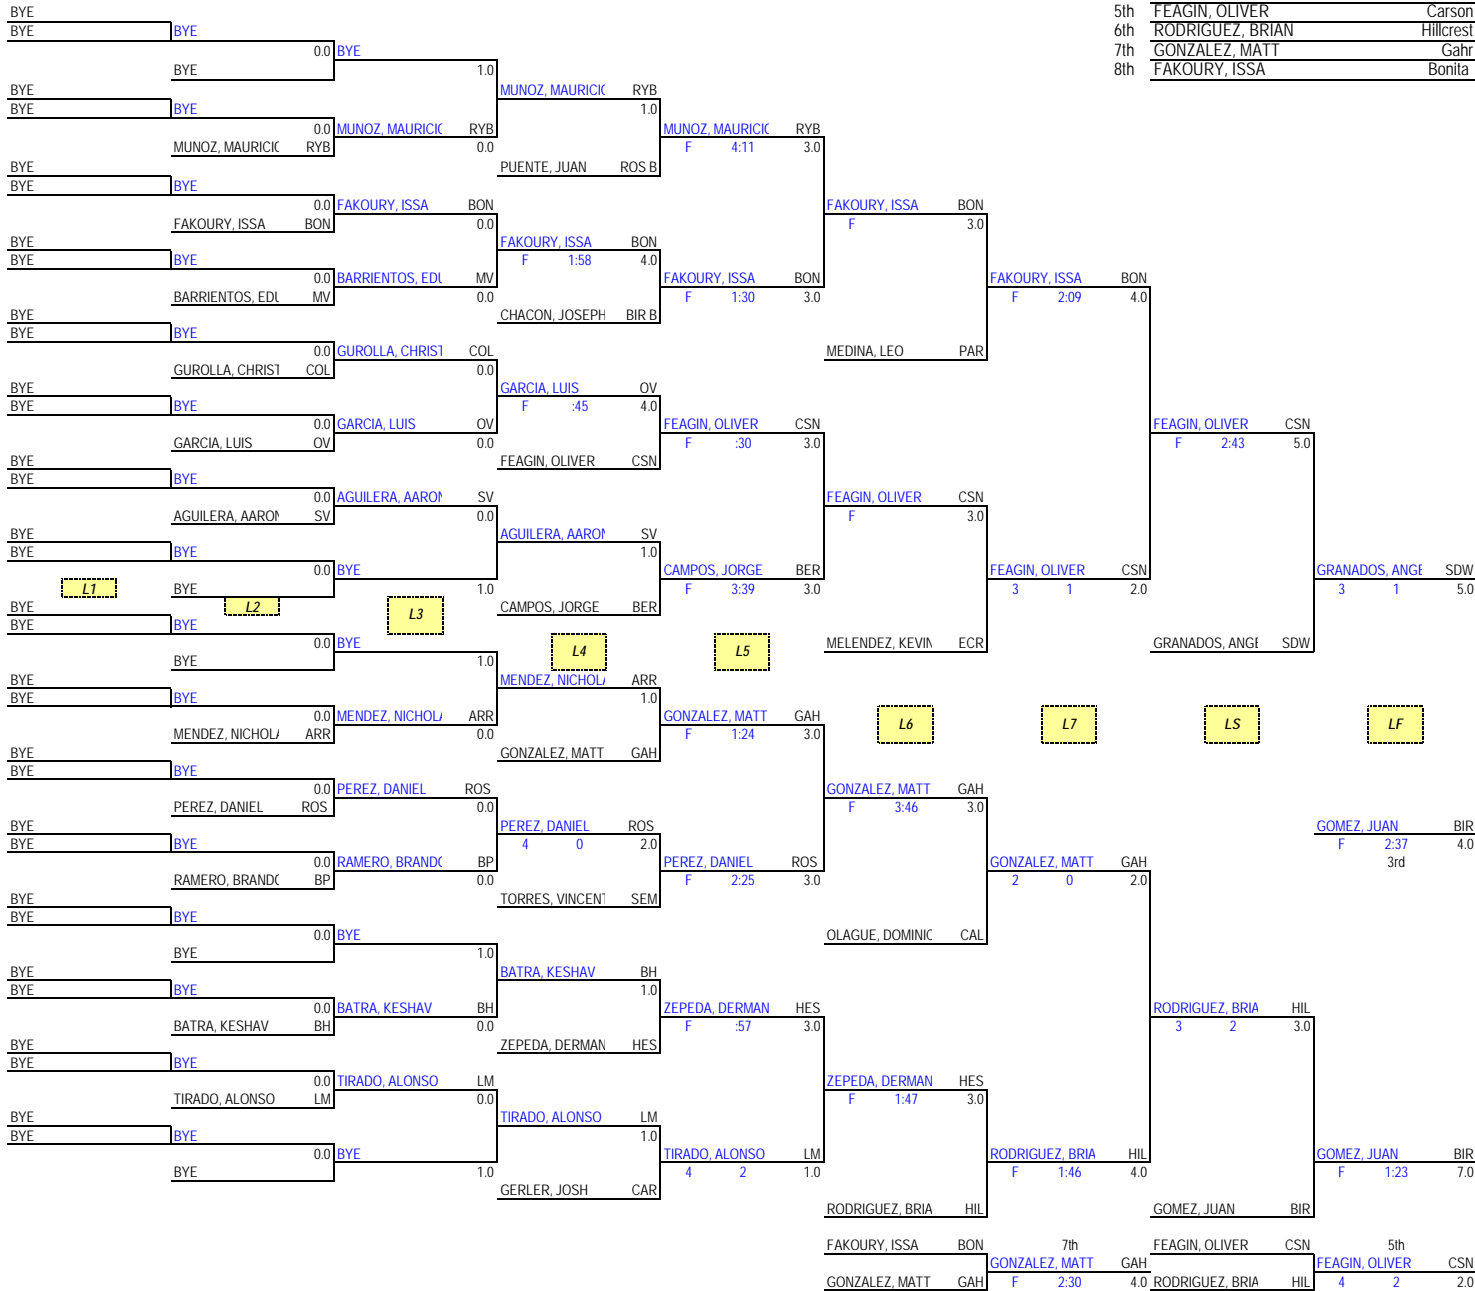 5th FEAGIN, OLIVER Carson
6th RODRIGUEZ, BRIAN Hillcrest
7th GONZALEZ, MATT Gahr
8th FAKOURY, ISSA Bonita
BYE
BYE BYE
0.0 BYE
BYE 1.0
BYE MUNOZ, MAURICIC RYB
BYE BYE 1.0
0.0 MUNOZ, MAURICIC RYB MUNOZ, MAURICIC RYB
MUNOZ, MAURICIC RYB 0.0 F 4:11 3.0
BYE PUENTE, JUAN ROS B
BYE BYE
0.0 FAKOURY, ISSA BON FAKOURY, ISSA BON
FAKOURY, ISSA BON 0.0 F 3.0
BYE FAKOURY, ISSA BON
BYE BYE F 1:58 4.0
0.0 BARRIENTOS, EDU MV FAKOURY, ISSA BON FAKOURY, ISSA BON
BARRIENTOS, EDU MV 0.0 F 1:30 3.0 F 2:09 4.0
BYE CHACON, JOSEPH BIR B
BYE BYE
0.0 GUROLLA, CHRIST COL MEDINA, LEO PAR
GUROLLA, CHRIST COL 0.0
BYE GARCIA, LUIS OV
BYE BYE F :45 4.0
0.0 GARCIA, LUIS OV FEAGIN, OLIVER CSN FEAGIN, OLIVER CSN
GARCIA, LUIS OV 0.0 F :30 3.0 F 2:43 5.0
BYE FEAGIN, OLIVER CSN
BYE BYE
0.0 AGUILERA, AARON SV FEAGIN, OLIVER CSN
AGUILERA, AARON SV 0.0 F 3.0
BYE AGUILERA, AARON SV
BYE BYE 1.0
0.0 BYE CAMPOS, JORGE BER FEAGIN, OLIVER CSN GRANADOS, ANGE SDW
L1 BYE 1.0 F 3:39 3.0 3 1 2.0 3 1 5.0
BYE L2 L3 CAMPOS, JORGE BER
BYE BYE
0.0 BYE L4 L5 MELENDEZ, KEVIN ECR GRANADOS, ANGE SDW
BYE 1.0
BYE MENDEZ, NICHOLA ARR
BYE BYE 1.0
0.0 MENDEZ, NICHOLA ARR GONZALEZ, MATT GAH L6 L7 LS LF
MENDEZ, NICHOLA ARR 0.0 F 1:24 3.0
BYE GONZALEZ, MATT GAH
BYE BYE
0.0 PEREZ, DANIEL ROS GONZALEZ, MATT GAH
PEREZ, DANIEL ROS 0.0 F 3:46 3.0
BYE PEREZ, DANIEL ROS GOMEZ, JUAN BIR
BYE BYE 4 0 2.0 F 2:37 4.0
0.0 RAMERO, BRANDO BP PEREZ, DANIEL ROS GONZALEZ, MATT GAH 3rd
RAMERO, BRANDO BP 0.0 F 2:25 3.0 2 0 2.0
BYE TORRES, VINCENT SEM
BYE BYE
0.0 BYE OLAGUE, DOMINIC CAL
BYE 1.0
BYE BATRA, KESHAV BH
BYE BYE 1.0
0.0 BATRA, KESHAV BH ZEPEDA, DERMAN HES RODRIGUEZ, BRIA HIL
BATRA, KESHAV BH 0.0 F :57 3.0 3 2 3.0
BYE ZEPEDA, DERMAN HES
BYE BYE
0.0 TIRADO, ALONSO LM ZEPEDA, DERMAN HES
TIRADO, ALONSO LM 0.0 F 1:47 3.0
BYE TIRADO, ALONSO LM
BYE BYE 1.0
0.0 BYE TIRADO, ALONSO LM RODRIGUEZ, BRIA HIL GOMEZ, JUAN BIR
BYE 1.0 4 2 1.0 F 1:46 4.0 F 1:23 7.0
GERLER, JOSH CAR
RODRIGUEZ, BRIA HIL GOMEZ, JUAN BIR
FAKOURY, ISSA BON 7th FEAGIN, OLIVER CSN 5th
GONZALEZ, MATT GAH FEAGIN, OLIVER CSN
GONZALEZ, MATT GAH F 2:30 4.0 RODRIGUEZ, BRIA HIL 4 2 2.0